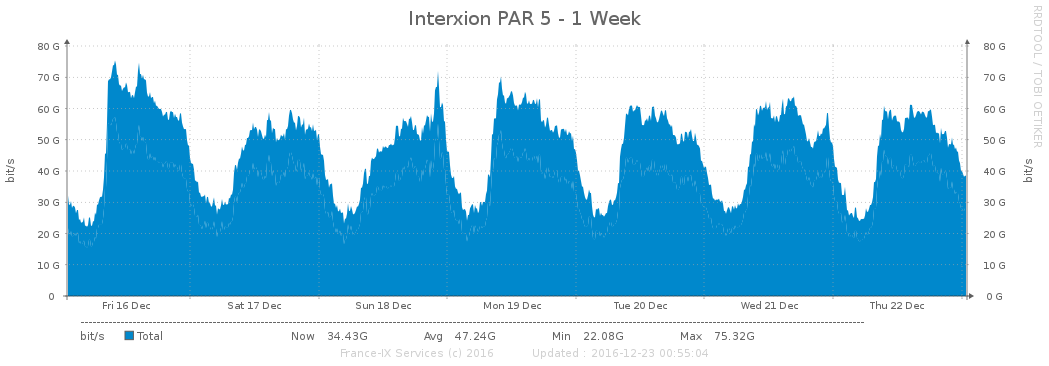 Interxion PAR 5 - 1 Week
RRDTOOL / TOBI OETIKER
bit/s
80 G 80 G
70 G 70 G
60 G 60 G
50 G 50 G
40 G 40 G
30 G 30 G
20 G 20 G
10 G 10 G
0 0 G
bit/s
Fri 16 Dec Sat 17 Dec Sun 18 Dec Mon 19 Dec Tue 20 Dec Wed 21 Dec Thu 22 Dec
bit/s Total Now 34.43G Avg 47.24G Min 22.08G Max 75.32G
France-IX Services (c) 2016 Updated : 2016-12-23 00:55:04